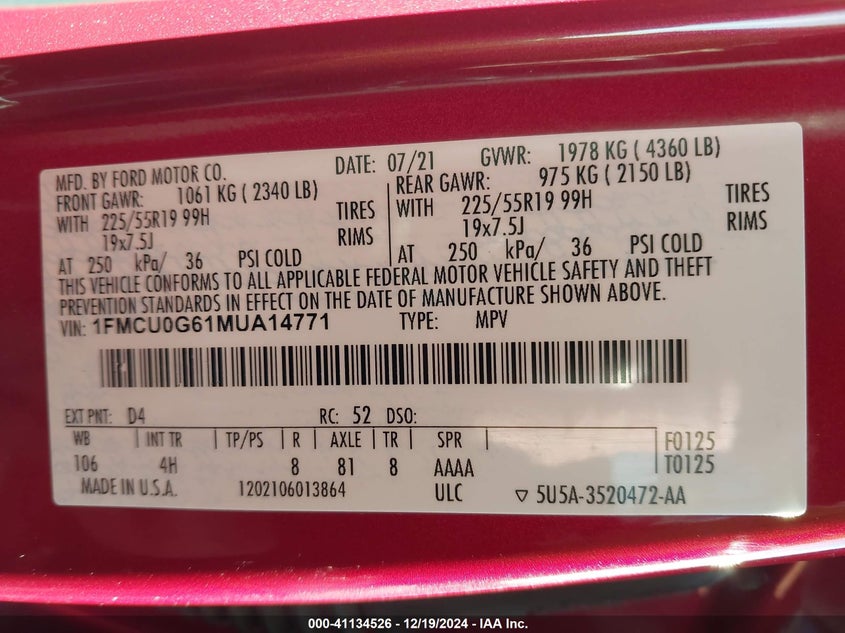 MFD. BY FORD MOTOR CO. DATE: 07/21 GVWR: 1978 KG ( 4360 LB)
FRONT GAWR: 1061 KG ( 2340 LB) REAR GAWR: 975 KG ( 2150 LB)
WITH 225/55R19 99H TIRES WITH 225/55R19 99H TIRES
19x7.5J RIMS 19x7.5J RIMS
AT 250 kPa/ 36 PSI COLD AT 250 kPa/ 36 PSI COLD
THIS VEHICLE CONFORMS TO ALL APPLICABLE FEDERAL MOTOR VEHICLE SAFETY AND THEFT
PREVENTION STANDARDS IN EFFECT ON THE DATE OF MANUFACTURE SHOWN ABOVE.
VIN: 1FMCU0G61MUA14771 TYPE: MPV
EXT PNT: D4 RC: 52 DSO:
WB INT TR TP/PS R AXLE TR SPR F0125
106 4H 8 81 8 AAAA T0125
MADE IN U.S.A. 1202106013864 ULC ▽ 5U5A-3520472-AA
000-41134526 - 12/19/2024 - IAA Inc.